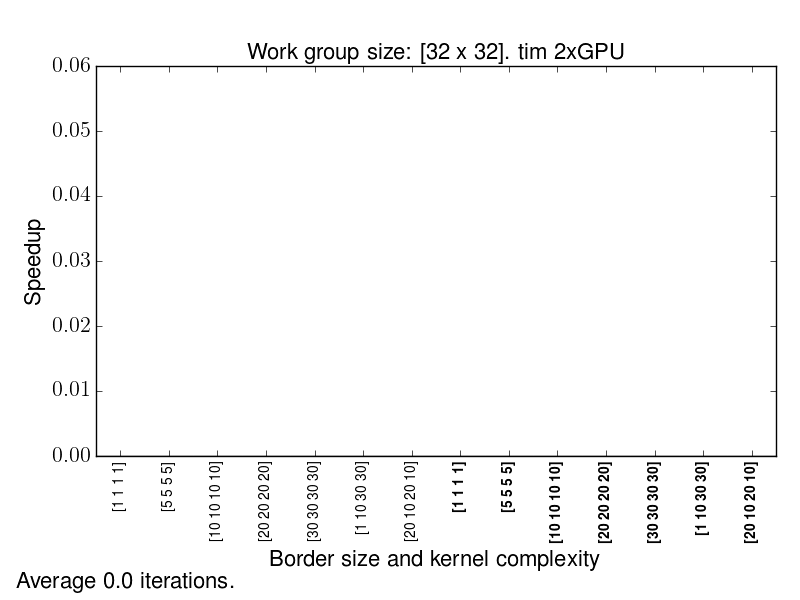 Work group size: [32 x 32]. tim 2xGPU
0.06
0.05
0.04
0.03
0.02
0.01
0.00
Speedup
[1 1 1 1]
[5 5 5 5]
[10 10 10 10]
[20 20 20 20]
[30 30 30 30]
[1 10 30 30]
[20 10 20 10]
[1 1 1 1]
[5 5 5 5]
[10 10 10 10]
[20 20 20 20]
[30 30 30 30]
[1 10 30 30]
[20 10 20 10]
Border size and kernel complexity
Average 0.0 iterations.